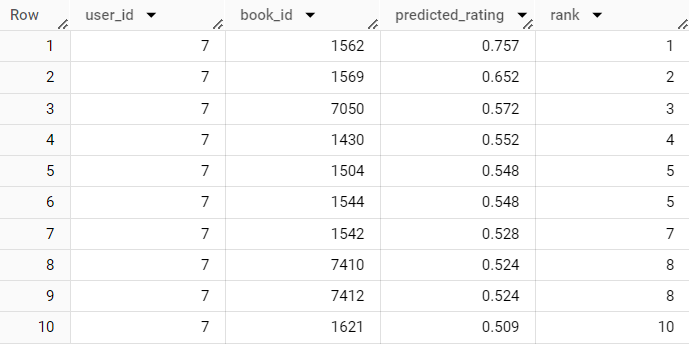 Row user_id book_id predicted_rating rank
1 7 1562 0.757 1
2 7 1569 0.652 2
3 7 7050 0.572 3
4 7 1430 0.552 4
5 7 1504 0.548 5
6 7 1544 0.548 5
7 7 1542 0.528 7
8 7 7410 0.524 8
9 7 7412 0.524 8
10 7 1621 0.509 10